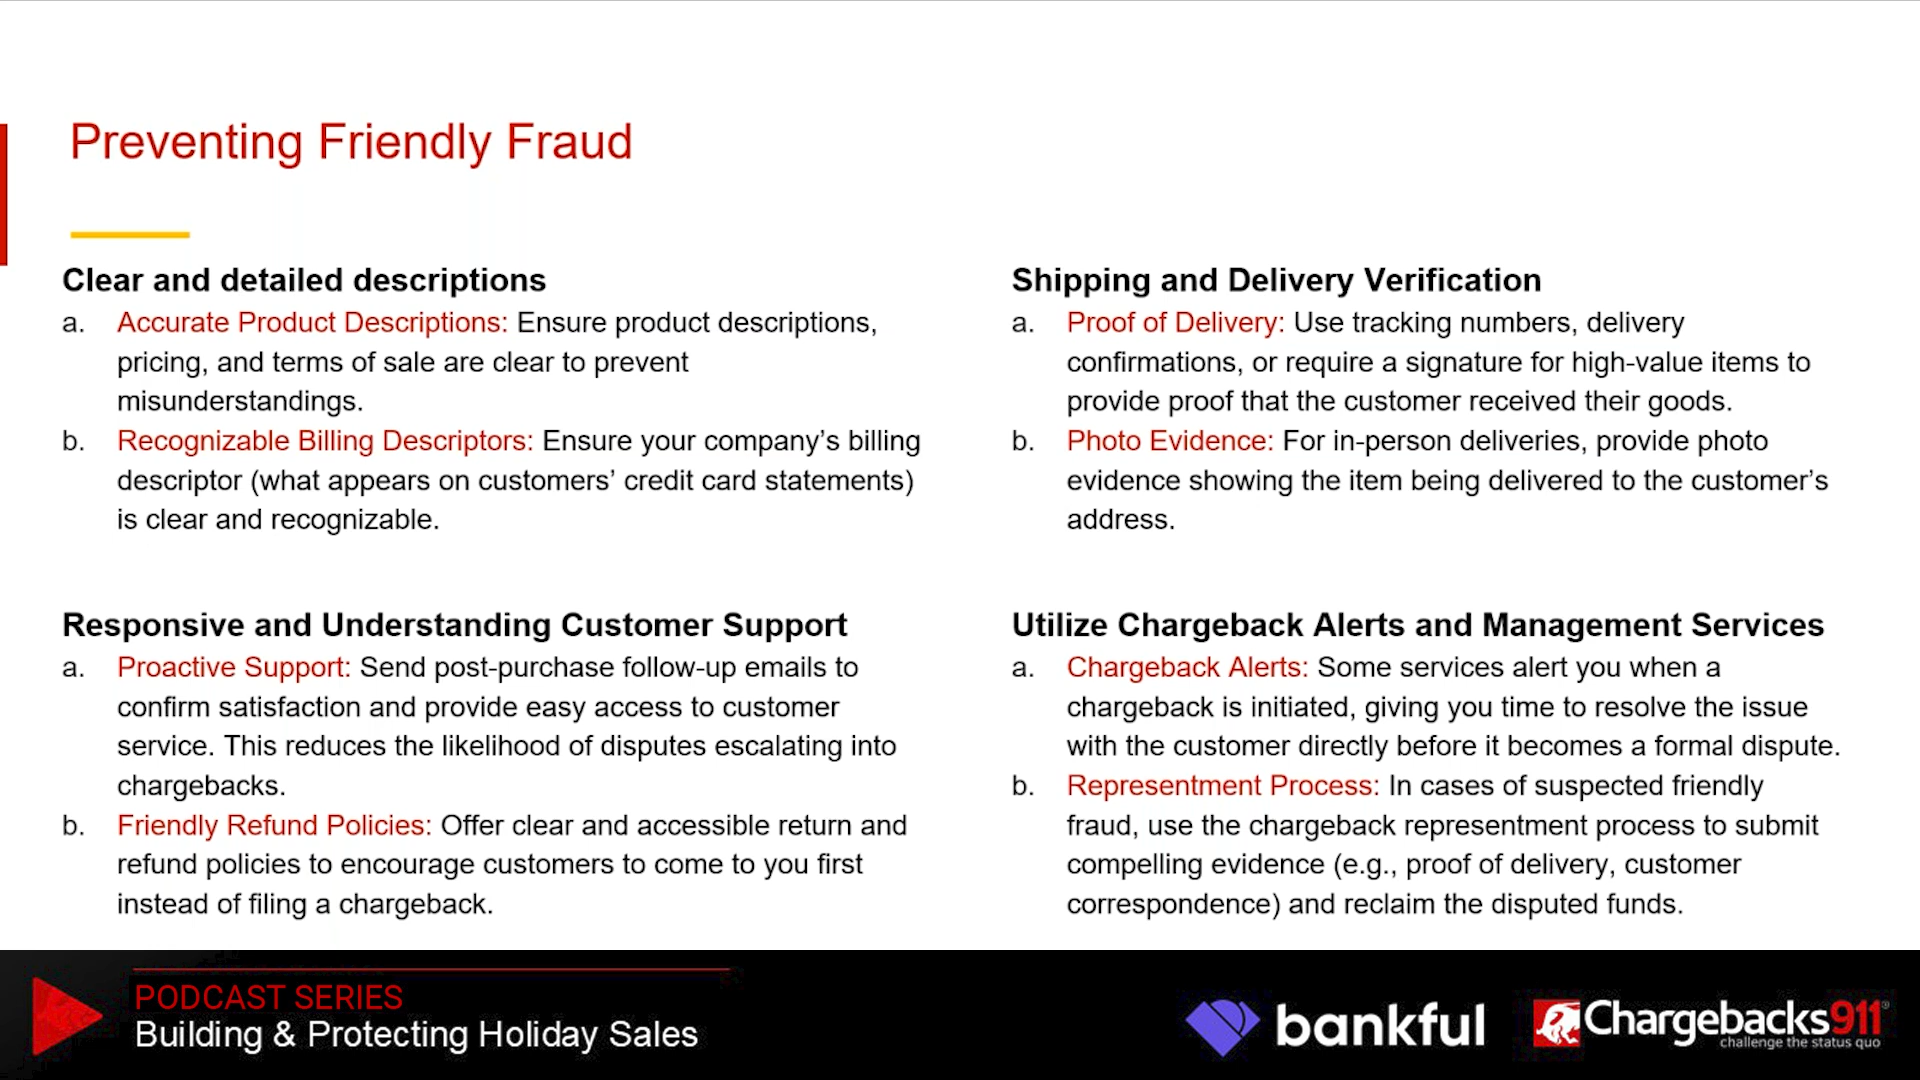 Preventing Friendly Fraud
Clear and detailed descriptions
a. Accurate Product Descriptions: Ensure product descriptions,
pricing, and terms of sale are clear to prevent
misunderstandings.
b. Recognizable Billing Descriptors: Ensure your company’s billing
descriptor (what appears on customers’ credit card statements)
is clear and recognizable.
Responsive and Understanding Customer Support
a. Proactive Support: Send post-purchase follow-up emails to
confirm satisfaction and provide easy access to customer
service. This reduces the likelihood of disputes escalating into
chargebacks.
b. Friendly Refund Policies: Offer clear and accessible return and
refund policies to encourage customers to come to you first
instead of filing a chargeback.
Shipping and Delivery Verification
a. Proof of Delivery: Use tracking numbers, delivery
confirmations, or require a signature for high-value items to
provide proof that the customer received their goods.
b. Photo Evidence: For in-person deliveries, provide photo
evidence showing the item being delivered to the customer’s
address.
Utilize Chargeback Alerts and Management Services
a. Chargeback Alerts: Some services alert you when a
chargeback is initiated, giving you time to resolve the issue
with the customer directly before it becomes a formal dispute.
b. Representment Process: In cases of suspected friendly
fraud, use the chargeback representment process to submit
compelling evidence (e.g., proof of delivery, customer
correspondence) and reclaim the disputed funds.
PODCAST SERIES
Building & Protecting Holiday Sales
bankful
Chargebacks911®
challenge the status quo